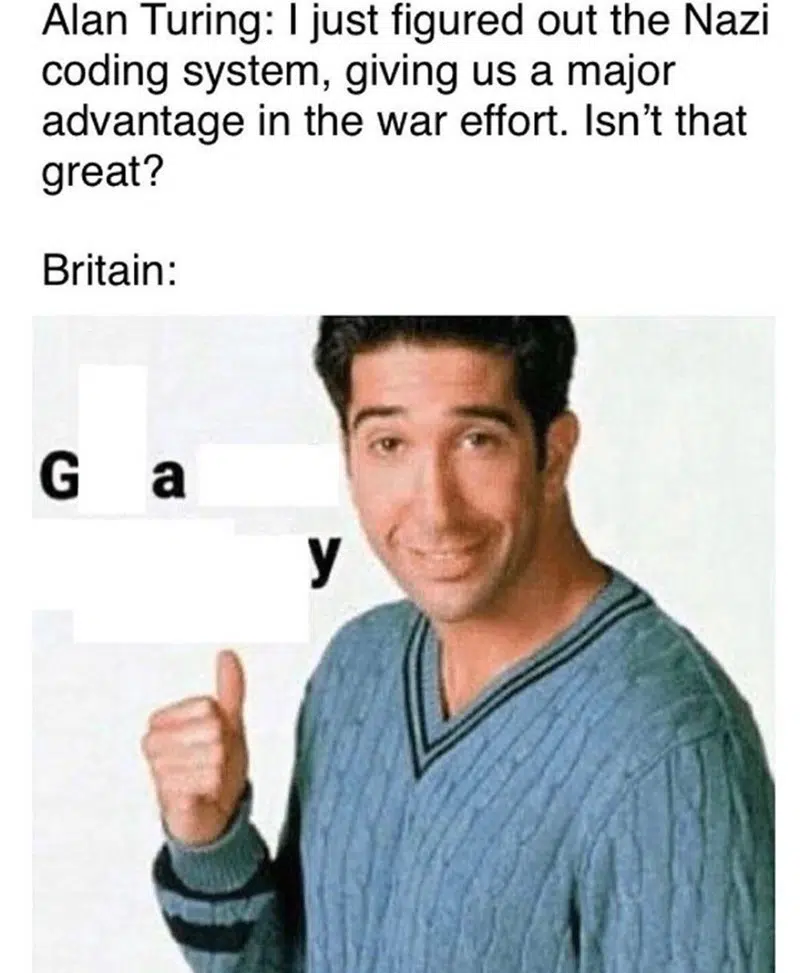 Alan Turing: I just figured out the Nazi
coding system, giving us a major
advantage in the war effort. Isn’t that
great?
Britain:
G a
y